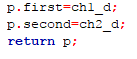 p.first=ch1_d;
p.second=ch2_d;
return p;